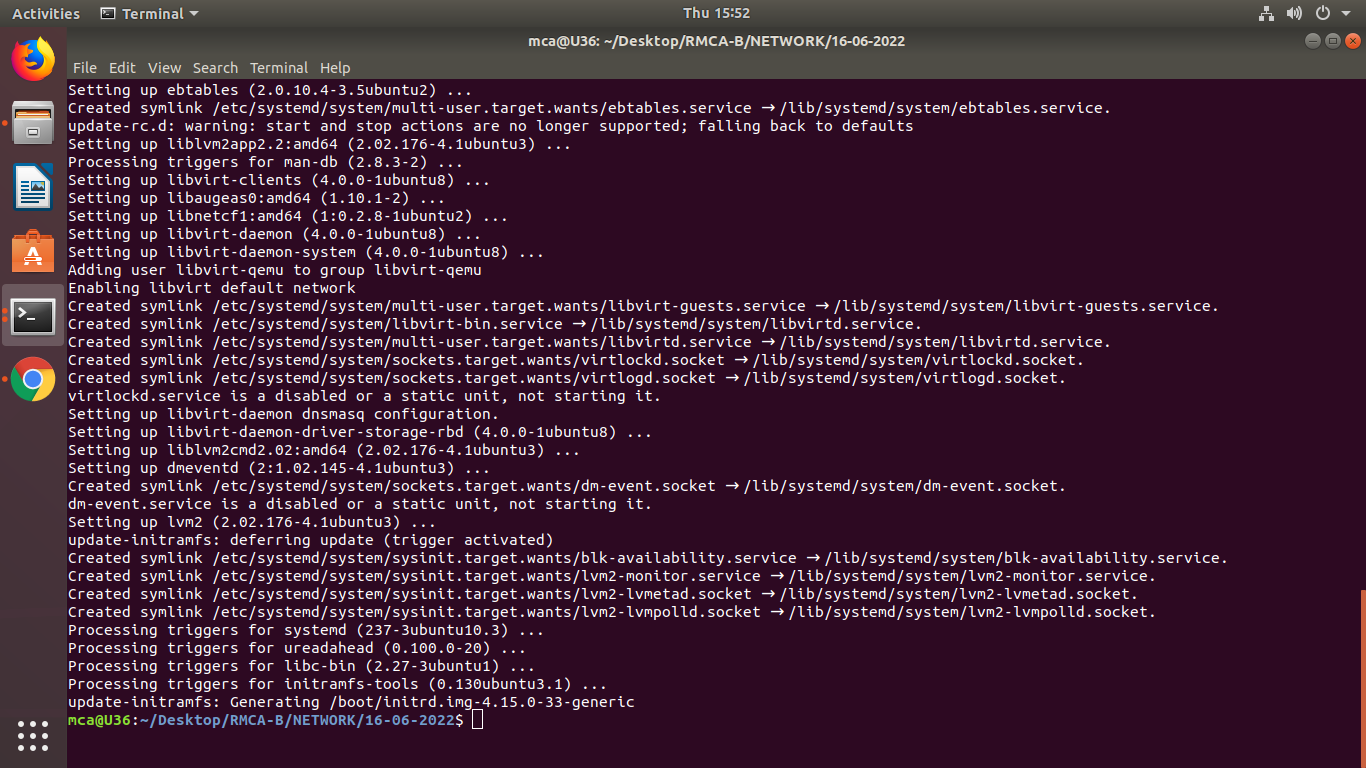 Activities
Terminal
Thu 15:52
mca@U36: ~/Desktop/RMCA-B/NETWORK/16-06-2022
File Edit View Search Terminal Help
Setting up ebtables (2.0.10.4-3.5ubuntu2) ...
Created symlink /etc/systemd/system/multi-user.target.wants/ebtables.service → /lib/systemd/system/ebtables.service.
update-rc.d: warning: start and stop actions are no longer supported; falling back to defaults
Setting up liblvm2app2.2:amd64 (2.02.176-4.1ubuntu3) ...
Processing triggers for man-db (2.8.3-2) ...
Setting up libvirt-clients (4.0.0-1ubuntu8) ...
Setting up libaugeas0:amd64 (1.10.1-2) ...
Setting up libnetcf1:amd64 (1:0.2.8-1ubuntu2) ...
Setting up libvirt-daemon (4.0.0-1ubuntu8) ...
Setting up libvirt-daemon-system (4.0.0-1ubuntu8) ...
Adding user libvirt-qemu to group libvirt-qemu
Enabling libvirt default network
Created symlink /etc/systemd/system/multi-user.target.wants/libvirt-guests.service → /lib/systemd/system/libvirt-guests.service.
Created symlink /etc/systemd/system/libvirt-bin.service → /lib/systemd/system/libvirtd.service.
Created symlink /etc/systemd/system/multi-user.target.wants/libvirtd.service → /lib/systemd/system/libvirtd.service.
Created symlink /etc/systemd/system/sockets.target.wants/virtlockd.socket → /lib/systemd/system/virtlockd.socket.
Created symlink /etc/systemd/system/sockets.target.wants/virtlogd.socket → /lib/systemd/system/virtlogd.socket.
virtlockd.service is a disabled or a static unit, not starting it.
Setting up libvirt-daemon dnsmasq configuration.
Setting up libvirt-daemon-driver-storage-rbd (4.0.0-1ubuntu8) ...
Setting up liblvm2cmd2.02:amd64 (2.02.176-4.1ubuntu3) ...
Setting up dmeventd (2:1.02.145-4.1ubuntu3) ...
Created symlink /etc/systemd/system/sockets.target.wants/dm-event.socket → /lib/systemd/system/dm-event.socket.
dm-event.service is a disabled or a static unit, not starting it.
Setting up lvm2 (2.02.176-4.1ubuntu3) ...
update-initramfs: deferring update (trigger activated)
Created symlink /etc/systemd/system/sysinit.target.wants/blk-availability.service → /lib/systemd/system/blk-availability.service.
Created symlink /etc/systemd/system/sysinit.target.wants/lvm2-monitor.service → /lib/systemd/system/lvm2-monitor.service.
Created symlink /etc/systemd/system/sysinit.target.wants/lvm2-lvmetad.socket → /lib/systemd/system/lvm2-lvmetad.socket.
Created symlink /etc/systemd/system/sysinit.target.wants/lvm2-lvmpolld.socket → /lib/systemd/system/lvm2-lvmpolld.socket.
Processing triggers for systemd (237-3ubuntu10.3) ...
Processing triggers for ureadahead (0.100.0-20) ...
Processing triggers for libc-bin (2.27-3ubuntu1) ...
Processing triggers for initramfs-tools (0.130ubuntu3.1) ...
update-initramfs: Generating /boot/initrd.img-4.15.0-33-generic
mca@U36:~/Desktop/RMCA-B/NETWORK/16-06-2022$